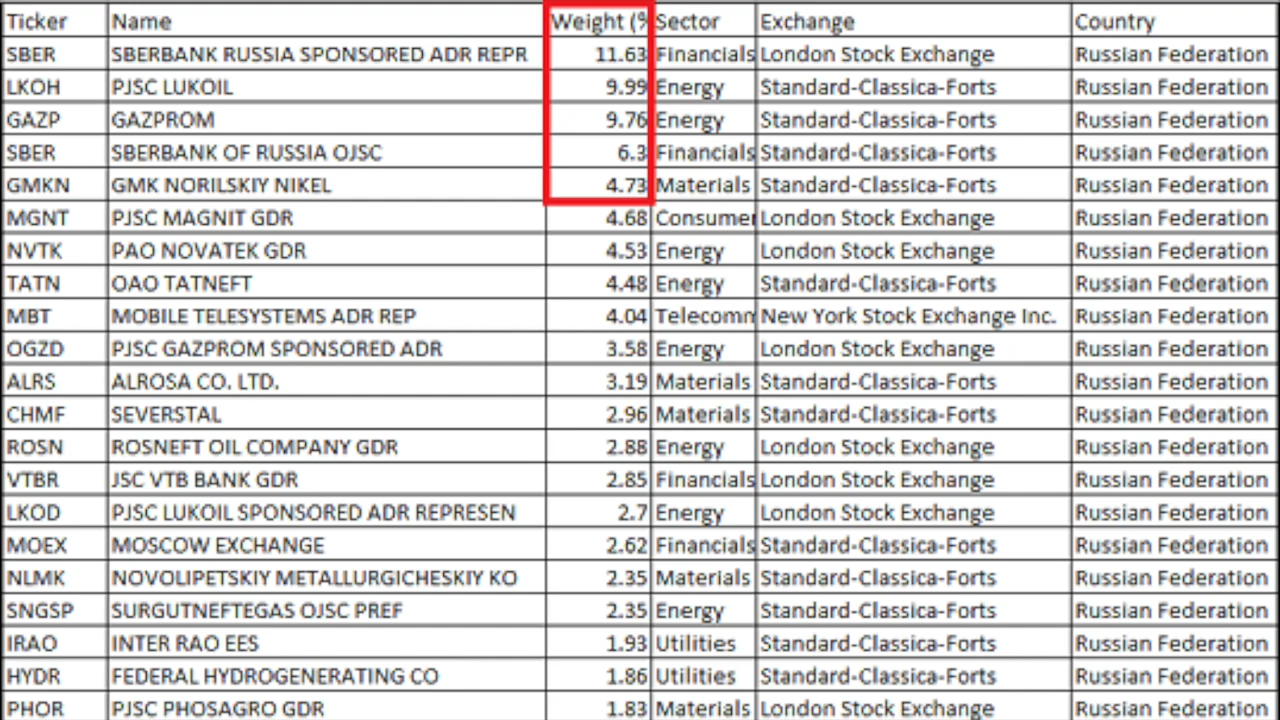 Ticker Name Weight (% Sector Exchange Country
SBER SBERBANK RUSSIA SPONSORED ADR REPR 11.63 Financials London Stock Exchange Russian Federation
LKOH PJSC LUKOIL 9.99 Energy Standard-Classica-Forts Russian Federation
GAZP GAZPROM 9.76 Energy Standard-Classica-Forts Russian Federation
SBER SBERBANK OF RUSSIA OJSC 6.3 Financials Standard-Classica-Forts Russian Federation
GMKN GMK NORILSKIY NIKEL 4.73 Materials Standard-Classica-Forts Russian Federation
MGNT PJSC MAGNIT GDR 4.68 Consumer London Stock Exchange Russian Federation
NVTK PAO NOVATEK GDR 4.53 Energy London Stock Exchange Russian Federation
TATN OAO TATNEFT 4.48 Energy Standard-Classica-Forts Russian Federation
MBT MOBILE TELESYSTEMS ADR REP 4.04 Telecomm New York Stock Exchange Inc. Russian Federation
OGZD PJSC GAZPROM SPONSORED ADR 3.58 Energy London Stock Exchange Russian Federation
ALRS ALROSA CO. LTD. 3.19 Materials Standard-Classica-Forts Russian Federation
CHMF SEVERSTAL 2.96 Materials Standard-Classica-Forts Russian Federation
ROSN ROSNEFT OIL COMPANY GDR 2.88 Energy London Stock Exchange Russian Federation
VTBR JSC VTB BANK GDR 2.85 Financials London Stock Exchange Russian Federation
LKOD PJSC LUKOIL SPONSORED ADR REPRESEN 2.7 Energy London Stock Exchange Russian Federation
MOEX MOSCOW EXCHANGE 2.62 Financials Standard-Classica-Forts Russian Federation
NLMK NOVOLIPETSKIY METALLURGICHESKIY KO 2.35 Materials Standard-Classica-Forts Russian Federation
SNGSP SURGUTNEFTEGAS OJSC PREF 2.35 Energy Standard-Classica-Forts Russian Federation
IRAO INTER RAO EES 1.93 Utilities Standard-Classica-Forts Russian Federation
HYDR FEDERAL HYDROGENERATING CO 1.86 Utilities Standard-Classica-Forts Russian Federation
PHOR PJSC PHOSAGRO GDR 1.83 Materials London Stock Exchange Russian Federation